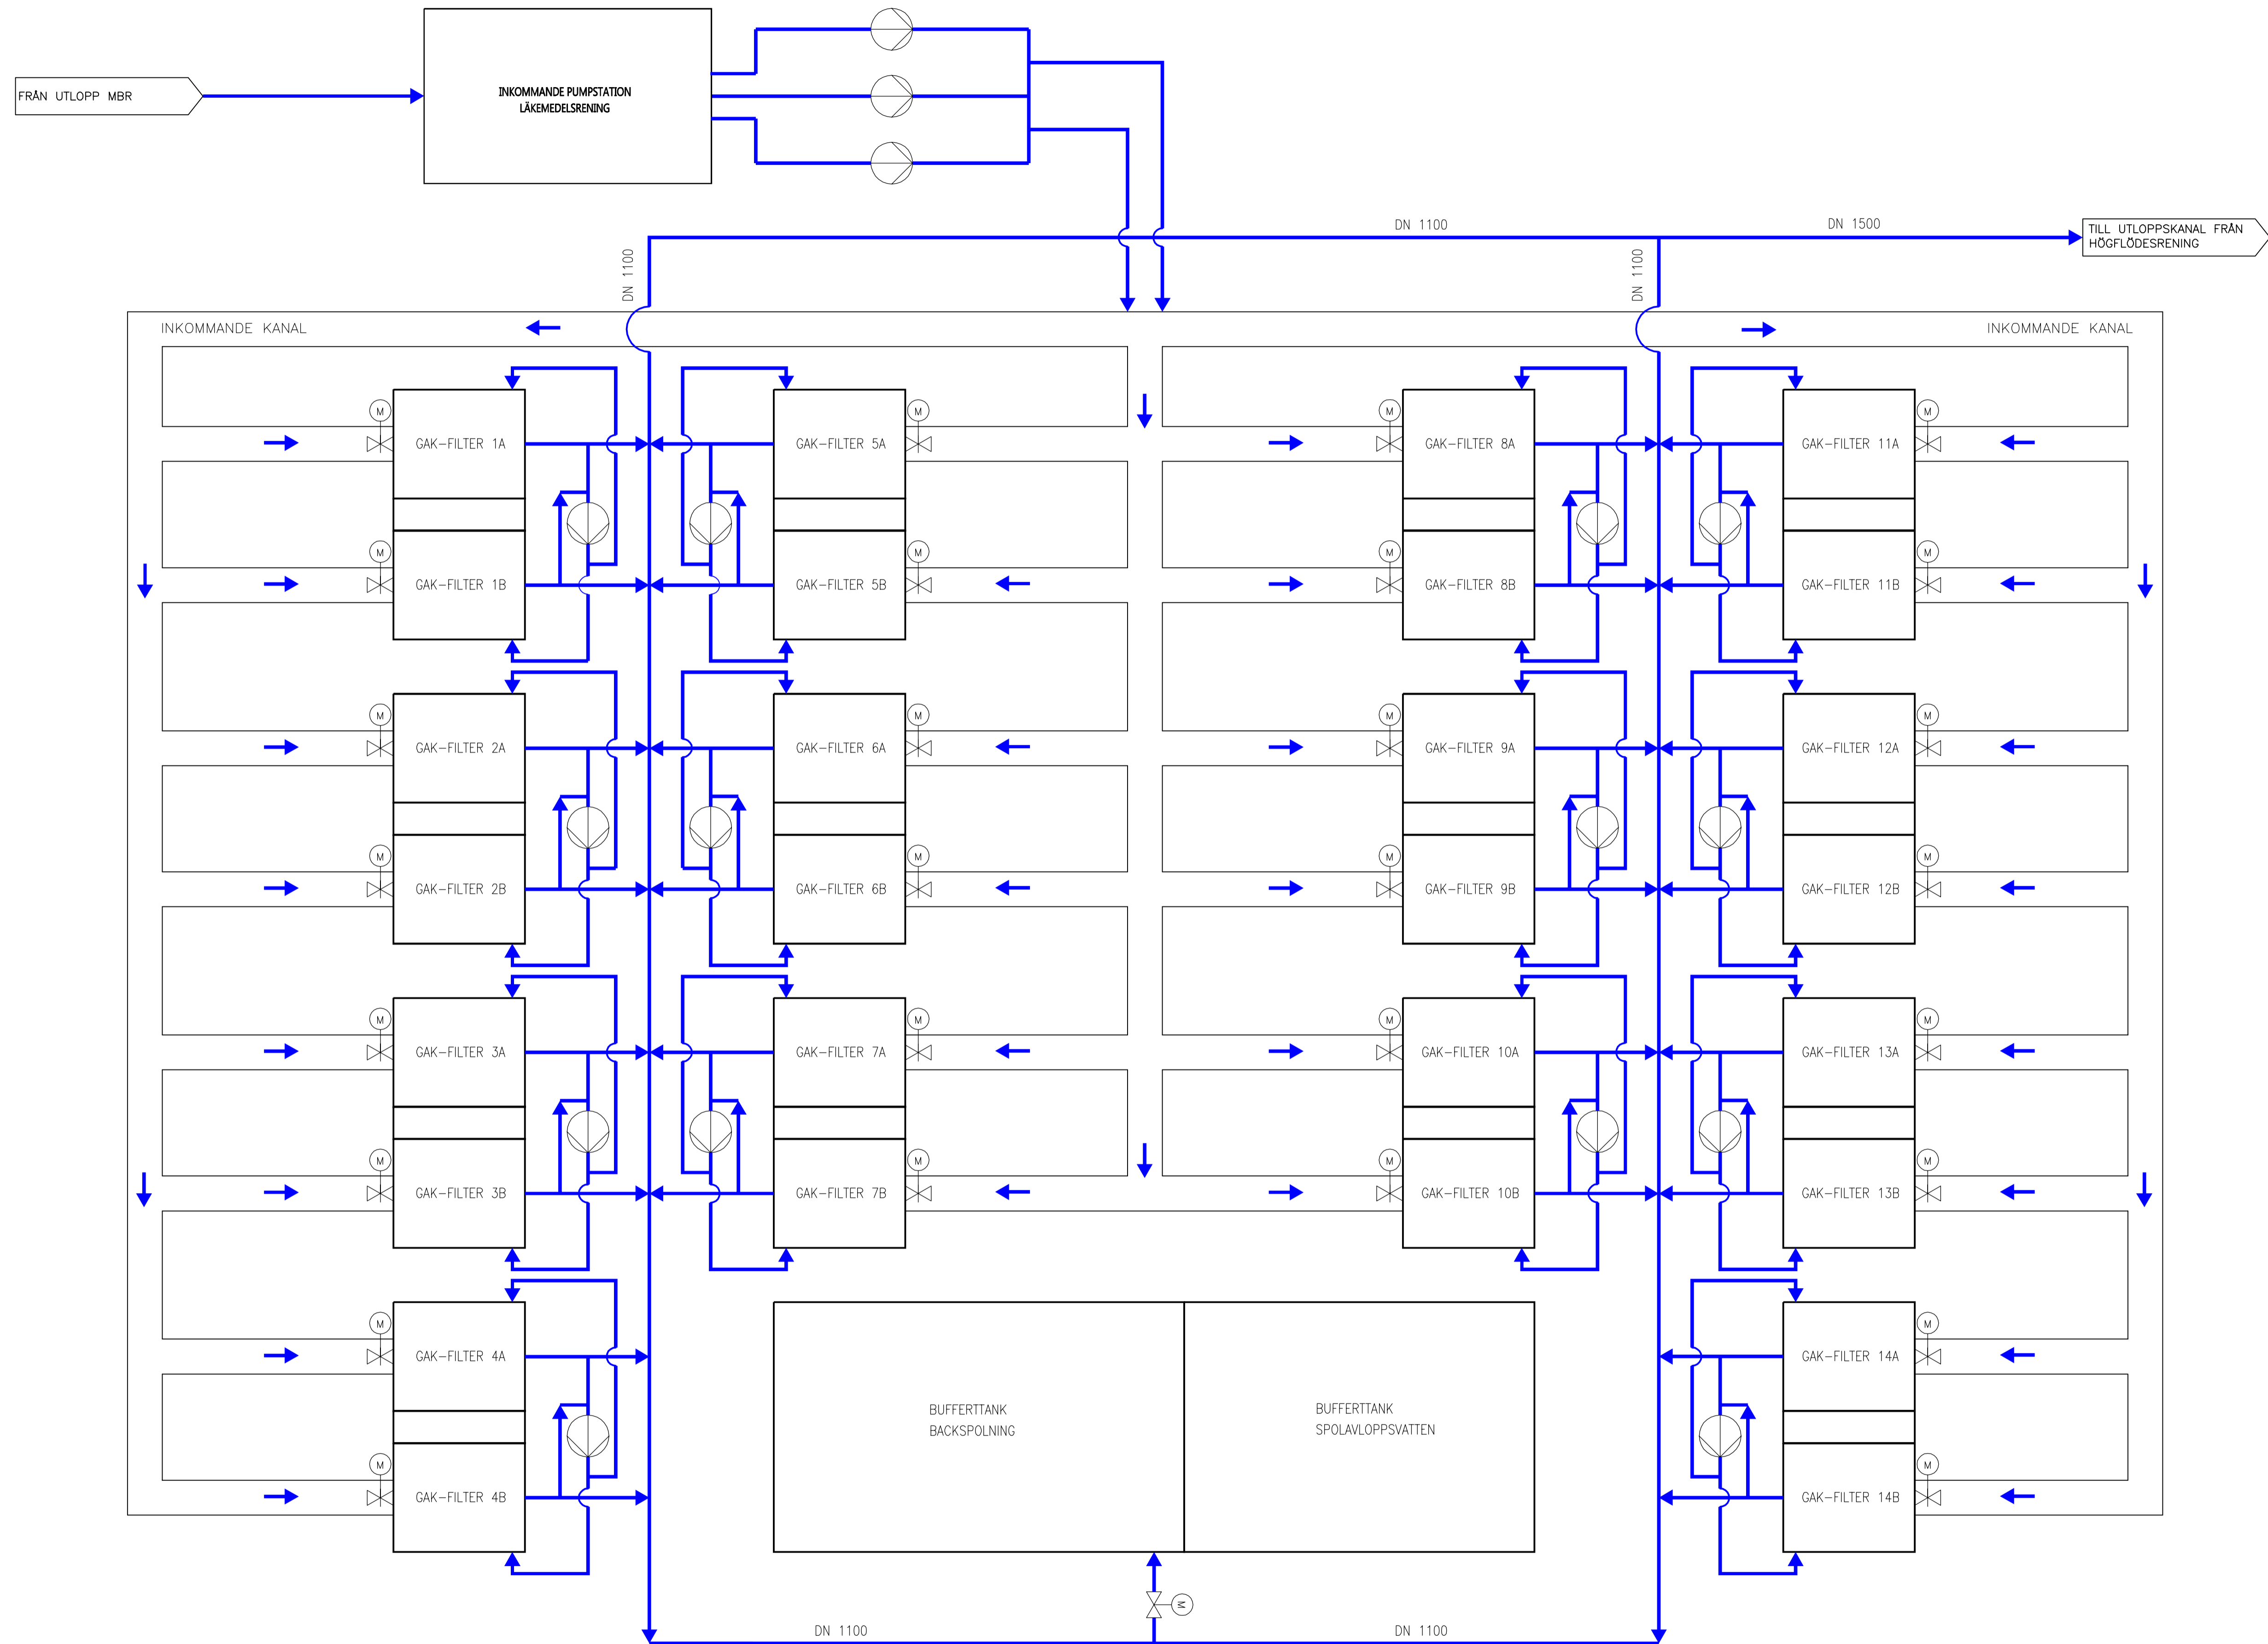 FRÅN UTLOPP MBR
INKOMMANDE PUMPSTATION
LÄKEMEDELSRENING
DN 1100
DN 1500
TILL UTLOPPSKANAL FRÅN
HÖGFLÖDESRENING
DN 1100
DN 1100
INKOMMANDE KANAL
INKOMMANDE KANAL
M
M
M
M
GAK-FILTER 1A
GAK-FILTER 5A
GAK-FILTER 8A
GAK-FILTER 11A
M
M
M
M
GAK-FILTER 1B
GAK-FILTER 5B
GAK-FILTER 8B
GAK-FILTER 11B
M
M
M
M
GAK-FILTER 2A
GAK-FILTER 6A
GAK-FILTER 9A
GAK-FILTER 12A
M
M
M
M
GAK-FILTER 2B
GAK-FILTER 6B
GAK-FILTER 9B
GAK-FILTER 12B
M
M
M
M
GAK-FILTER 3A
GAK-FILTER 7A
GAK-FILTER 10A
GAK-FILTER 13A
M
M
M
M
GAK-FILTER 3B
GAK-FILTER 7B
GAK-FILTER 10B
GAK-FILTER 13B
M
M
GAK-FILTER 4A
GAK-FILTER 14A
BUFFERTTANK
BACKSPOLNING
BUFFERTTANK
SPOLAVLOPPSVATTEN
M
M
GAK-FILTER 4B
GAK-FILTER 14B
M
DN 1100
DN 1100